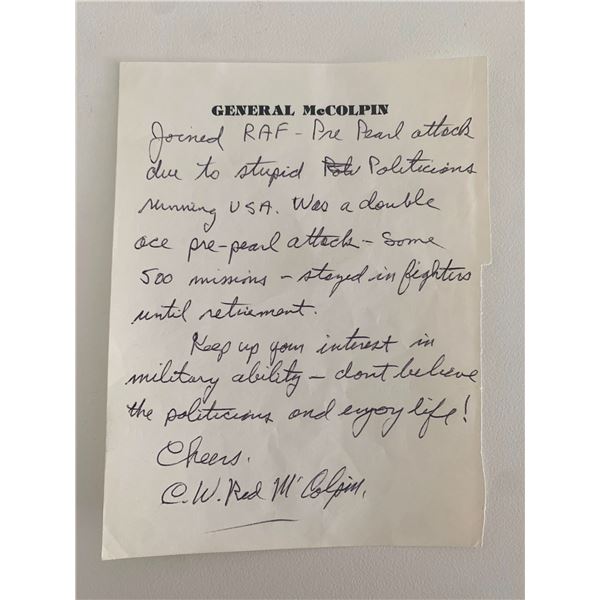 GENERAL McCOLPIN
Joined RAF - Pre Pearl attack
due to stupid Politicians
running USA. Was a double
ace pre-pearl attack - Some
500 missions - stayed in fighters
until retirement.
Keep up your interest in
military ability - dont believe
the politicians and enjoy life!
Cheers.
C.W. Red McColpin.